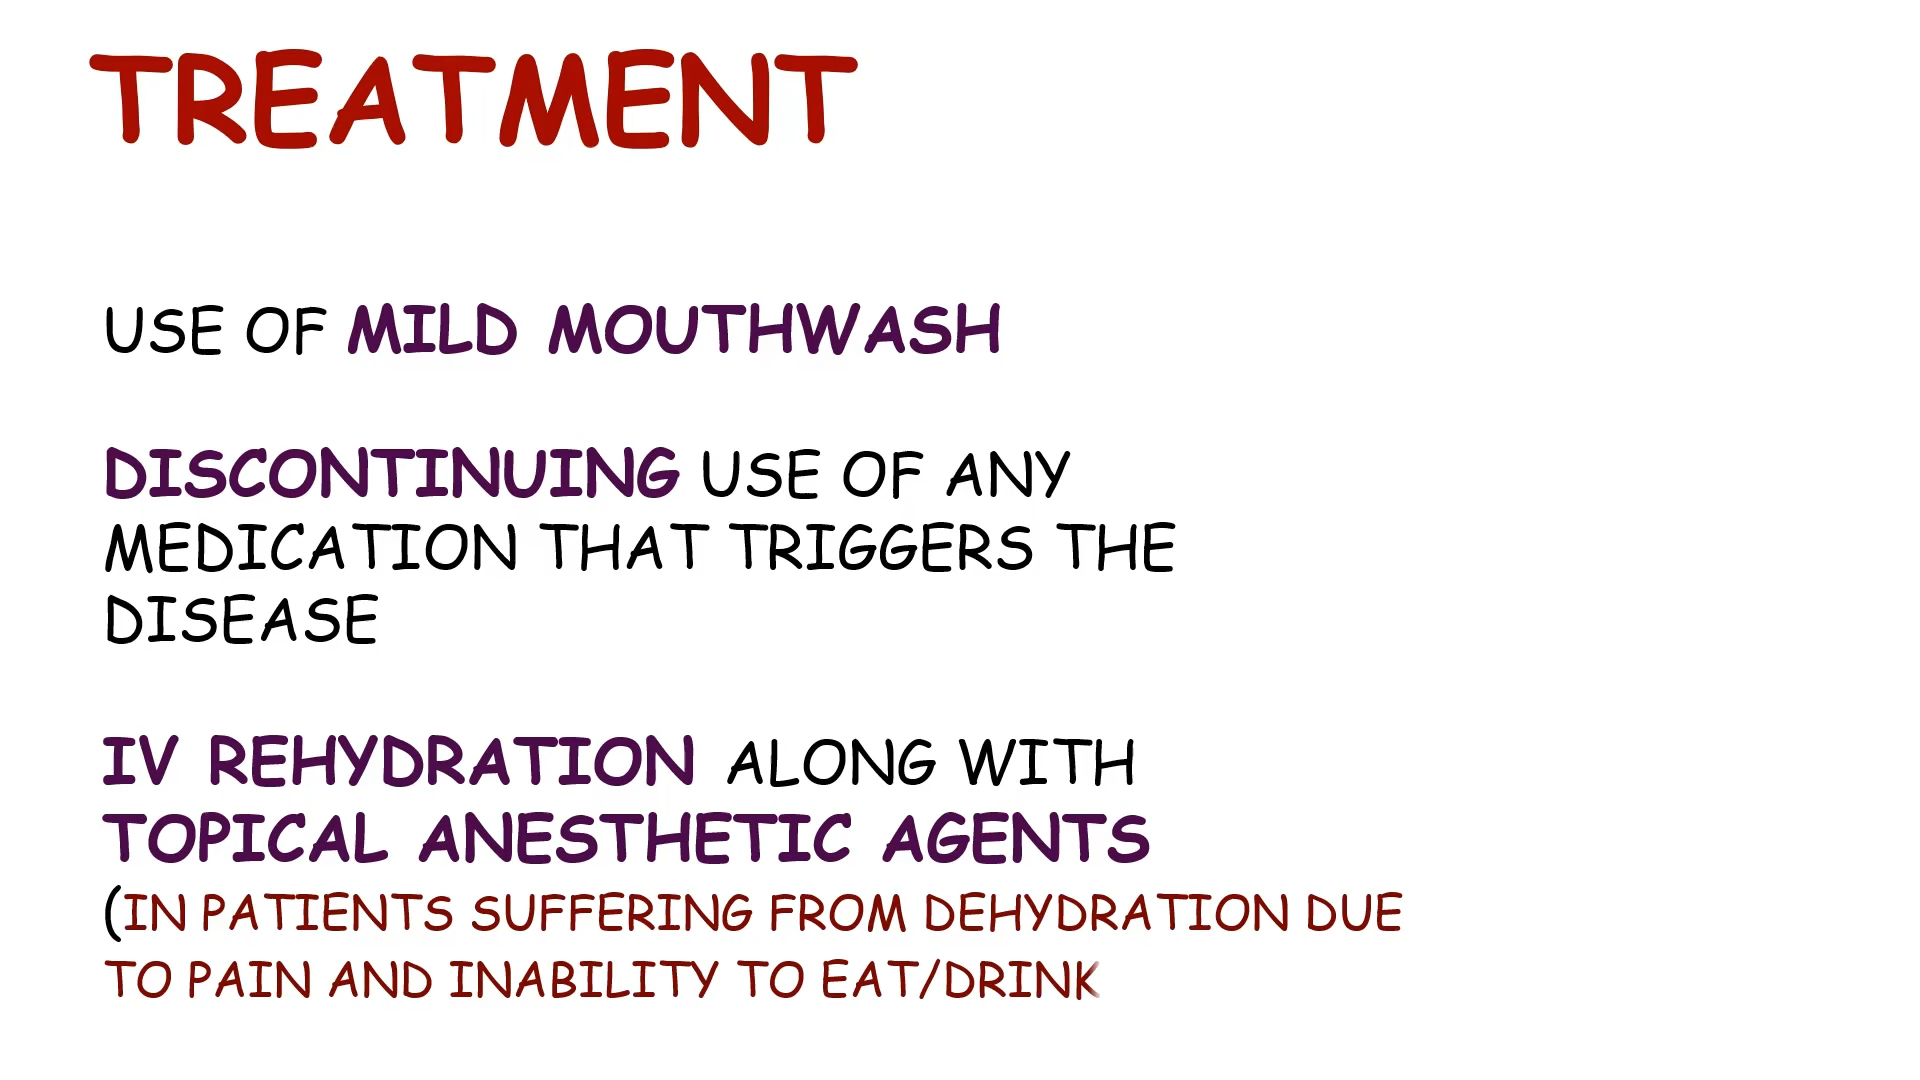 TREATMENT
USE OF MILD MOUTHWASH
DISCONTINUING USE OF ANY
MEDICATION THAT TRIGGERS THE
DISEASE
IV REHYDRATION ALONG WITH
TOPICAL ANESTHETIC AGENTS
(IN PATIENTS SUFFERING FROM DEHYDRATION DUE
TO PAIN AND INABILITY TO EAT/DRINK